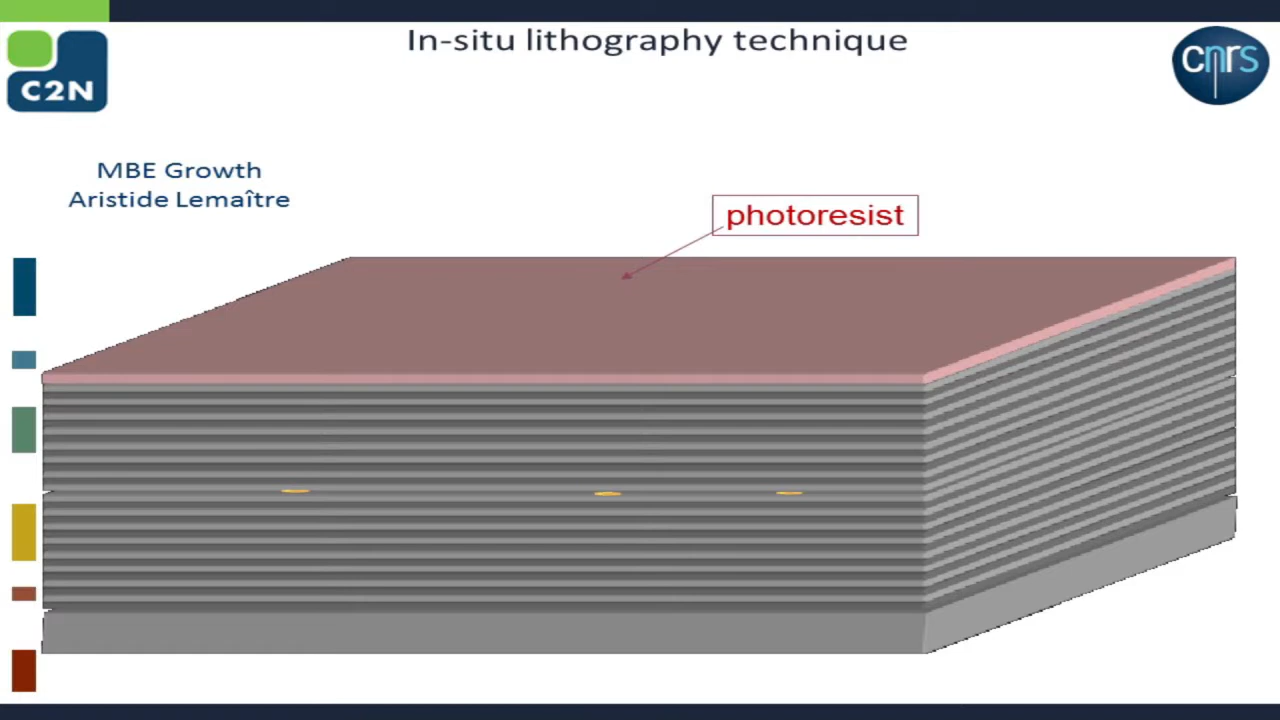 In-situ lithography technique
C2N
cnrs
MBE Growth
Aristide Lemaître
photoresist